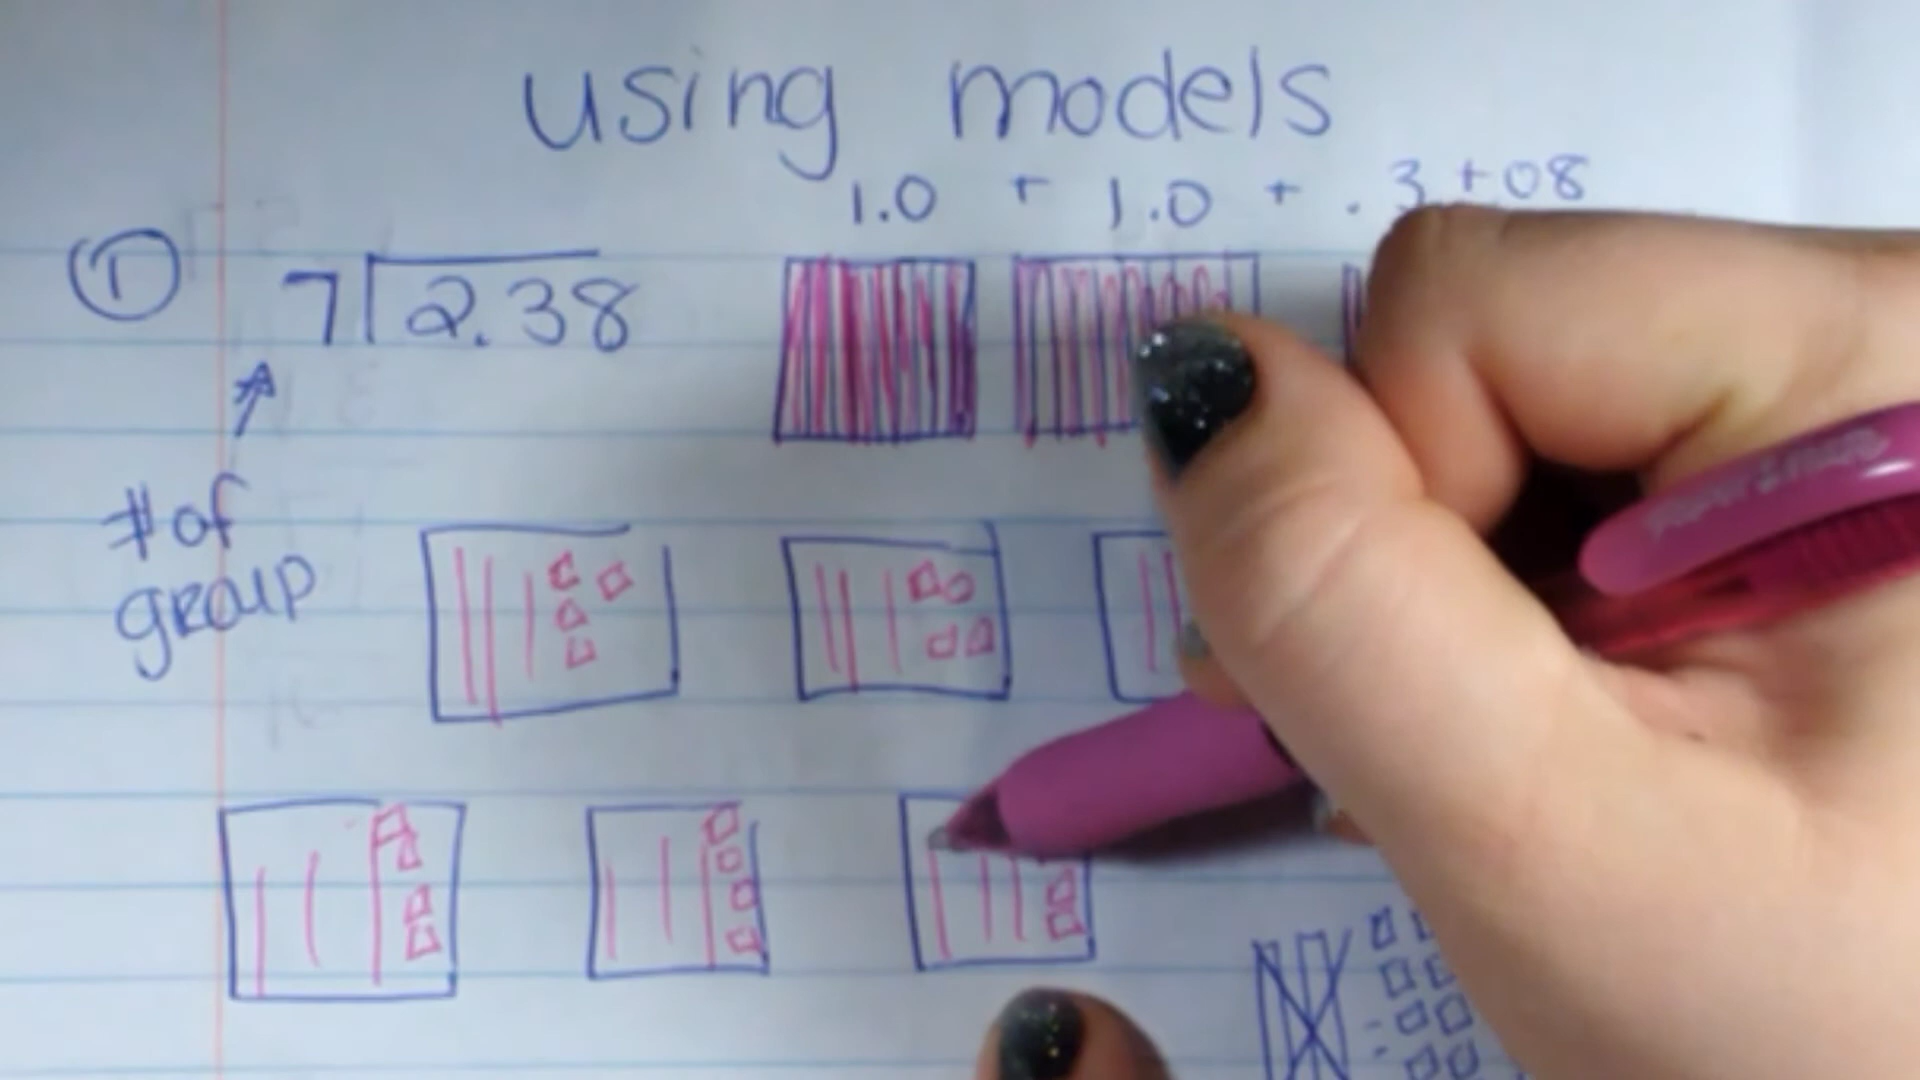 using models
1.0 + 1.0 + .3 + 08
① 7 2.38
# of
group